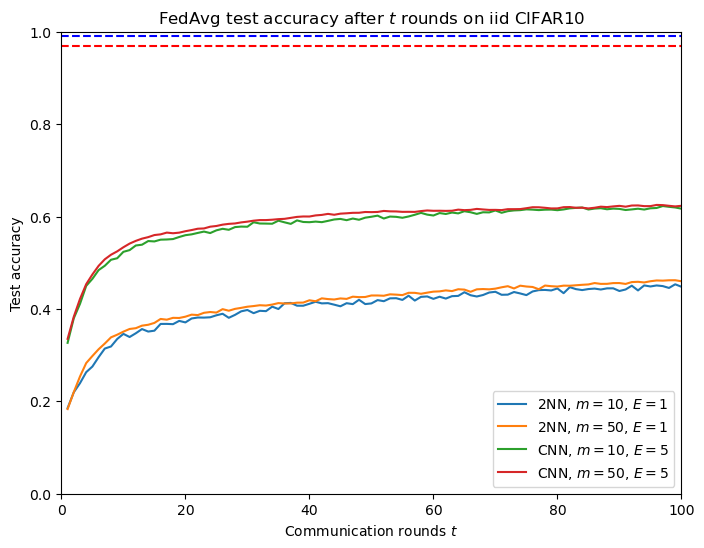 FedAvg test accuracy after t rounds on iid CIFAR10
1.0
0.8
0.6
0.4
0.2
0.0
Test accuracy
0 20 40 60 80 100
Communication rounds t
2NN, m = 10, E = 1
2NN, m = 50, E = 1
CNN, m = 10, E = 5
CNN, m = 50, E = 5